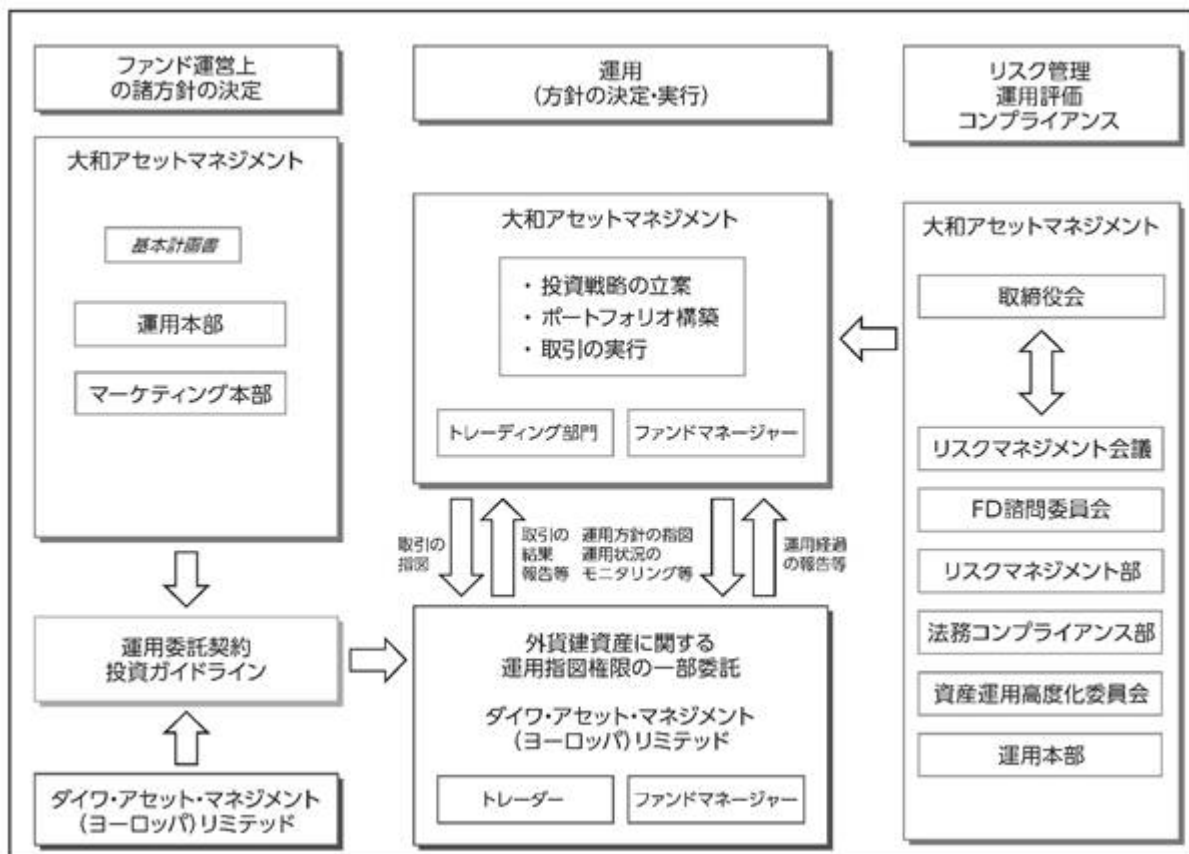 ファンド運営上
の諸方針の決定
大和アセットマネジメント
基本計画書
運用本部
マーケティング本部
運用委託契約
投資ガイドライン
ダイワ・アセット・マネジメント
(ヨーロッパ)リミテッド
運用
(方針の決定・実行)
大和アセットマネジメント
・ 投資戦略の立案
・ ポートフォリオ構築
・ 取引の実行
トレーディング部門
ファンドマネージャー
取引の
指図
取引の
結果
報告等
運用方針の指図
運用状況の
モニタリング等
運用経過
の報告等
外貨建資産に関する
運用指図権限の一部委託
ダイワ・アセット・マネジメント
(ヨーロッパ)リミテッド
トレーダー
ファンドマネージャー
リスク管理
運用評価
コンプライアンス
大和アセットマネジメント
取締役会
リスクマネジメント会議
FD諮問委員会
リスクマネジメント部
法務コンプライアンス部
資産運用高度化委員会
運用本部